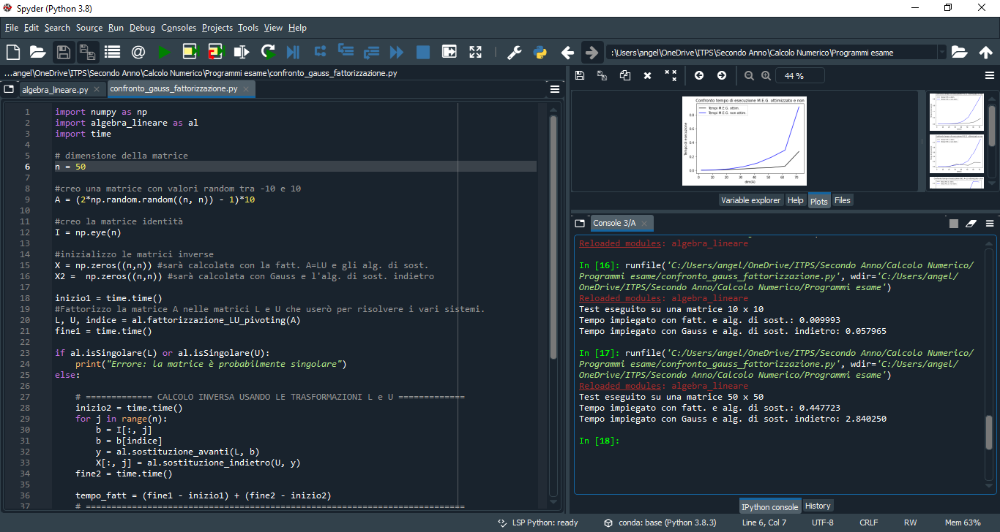 Spyder (Python 3.8)
File Edit Search Source Run Debug Consoles Projects Tools View Help
:\Users\angel\OneDrive\ITPS\Secondo Anno\Calcolo Numerico\Programmi esame
...angel\OneDrive\ITPS\Secondo Anno\Calcolo Numerico\Programmi esame\confronto_gauss_fattorizzazione.py
algebra_lineare.py confronto_gauss_fattorizzazione.py
1 import numpy as np
2 import algebra_lineare as al
3 import time
4
5 # dimensione della matrice
6 n = 50
7
8 #creo una matrice con valori random tra -10 e 10
9 A = (2*np.random.random((n, n)) - 1)*10
10
11 #creo la matrice identità
12 I = np.eye(n)
13
14 #inizializzo le matrici inverse
15 X = np.zeros((n,n)) #sarà calcolata con la fatt. A=LU e gli alg. di sost.
16 X2 =  np.zeros((n,n)) #sarà calcolata con Gauss e l'alg. di sost. indietro
17
18 inizio1 = time.time()
19 #Fattorizzo la matrice A nelle matrici L e U che userò per risolvere i vari sistemi.
20 L, U, indice = al.fattorizzazione_LU_pivoting(A)
21 fine1 = time.time()
22
23 if al.isSingolare(L) or al.isSingolare(U):
24     print("Errore: la matrice è probabilmente singolare")
25 else:
26
27     # ============= CALCOLO INVERSA USANDO LE TRASFORMAZIONI L e U =============
28     inizio2 = time.time()
29     for j in range(n):
30         b = I[:, j]
31         b = b[indice]
32         y = al.sostituzione_avanti(L, b)
33         X[:, j] = al.sostituzione_indietro(U, y)
34     fine2 = time.time()
35
36     tempo_fatt = (fine1 - inizio1) + (fine2 - inizio2)
37     # ==========================================================================
44 %
Confronto tempo di esecuzione M.E.G. ottimizzato e non
Tempi M.E.G. ottim.
Tempi M.E.G. non ottim.
Tempo di esecuzione
0.8
0.6
0.4
0.2
0.0
0 10 20 30 40 50 60 70
dim(A)
Variable explorer Help Plots Files
Console 3/A
Reloaded modules: algebra_lineare
In [16]: runfile('C:/Users/angel/OneDrive/ITPS/Secondo Anno/Calcolo Numerico/
Programmi esame/confronto_gauss_fattorizzazione.py', wdir='C:/Users/angel/
OneDrive/ITPS/Secondo Anno/Calcolo Numerico/Programmi esame')
Reloaded modules: algebra_lineare
Test eseguito su una matrice 10 x 10
Tempo impiegato con fatt. e alg. di sost.: 0.009993
Tempo impiegato con Gauss e alg. di sost. indietro: 0.057965
In [17]: runfile('C:/Users/angel/OneDrive/ITPS/Secondo Anno/Calcolo Numerico/
Programmi esame/confronto_gauss_fattorizzazione.py', wdir='C:/Users/angel/
OneDrive/ITPS/Secondo Anno/Calcolo Numerico/Programmi esame')
Reloaded modules: algebra_lineare
Test eseguito su una matrice 50 x 50
Tempo impiegato con fatt. e alg. di sost.: 0.447723
Tempo impiegato con Gauss e alg. di sost. indietro: 2.840250
In [18]:
IPython console History
LSP Python: ready conda: base (Python 3.8.3) Line 6, Col 7 UTF-8 CRLF RW Mem 63%